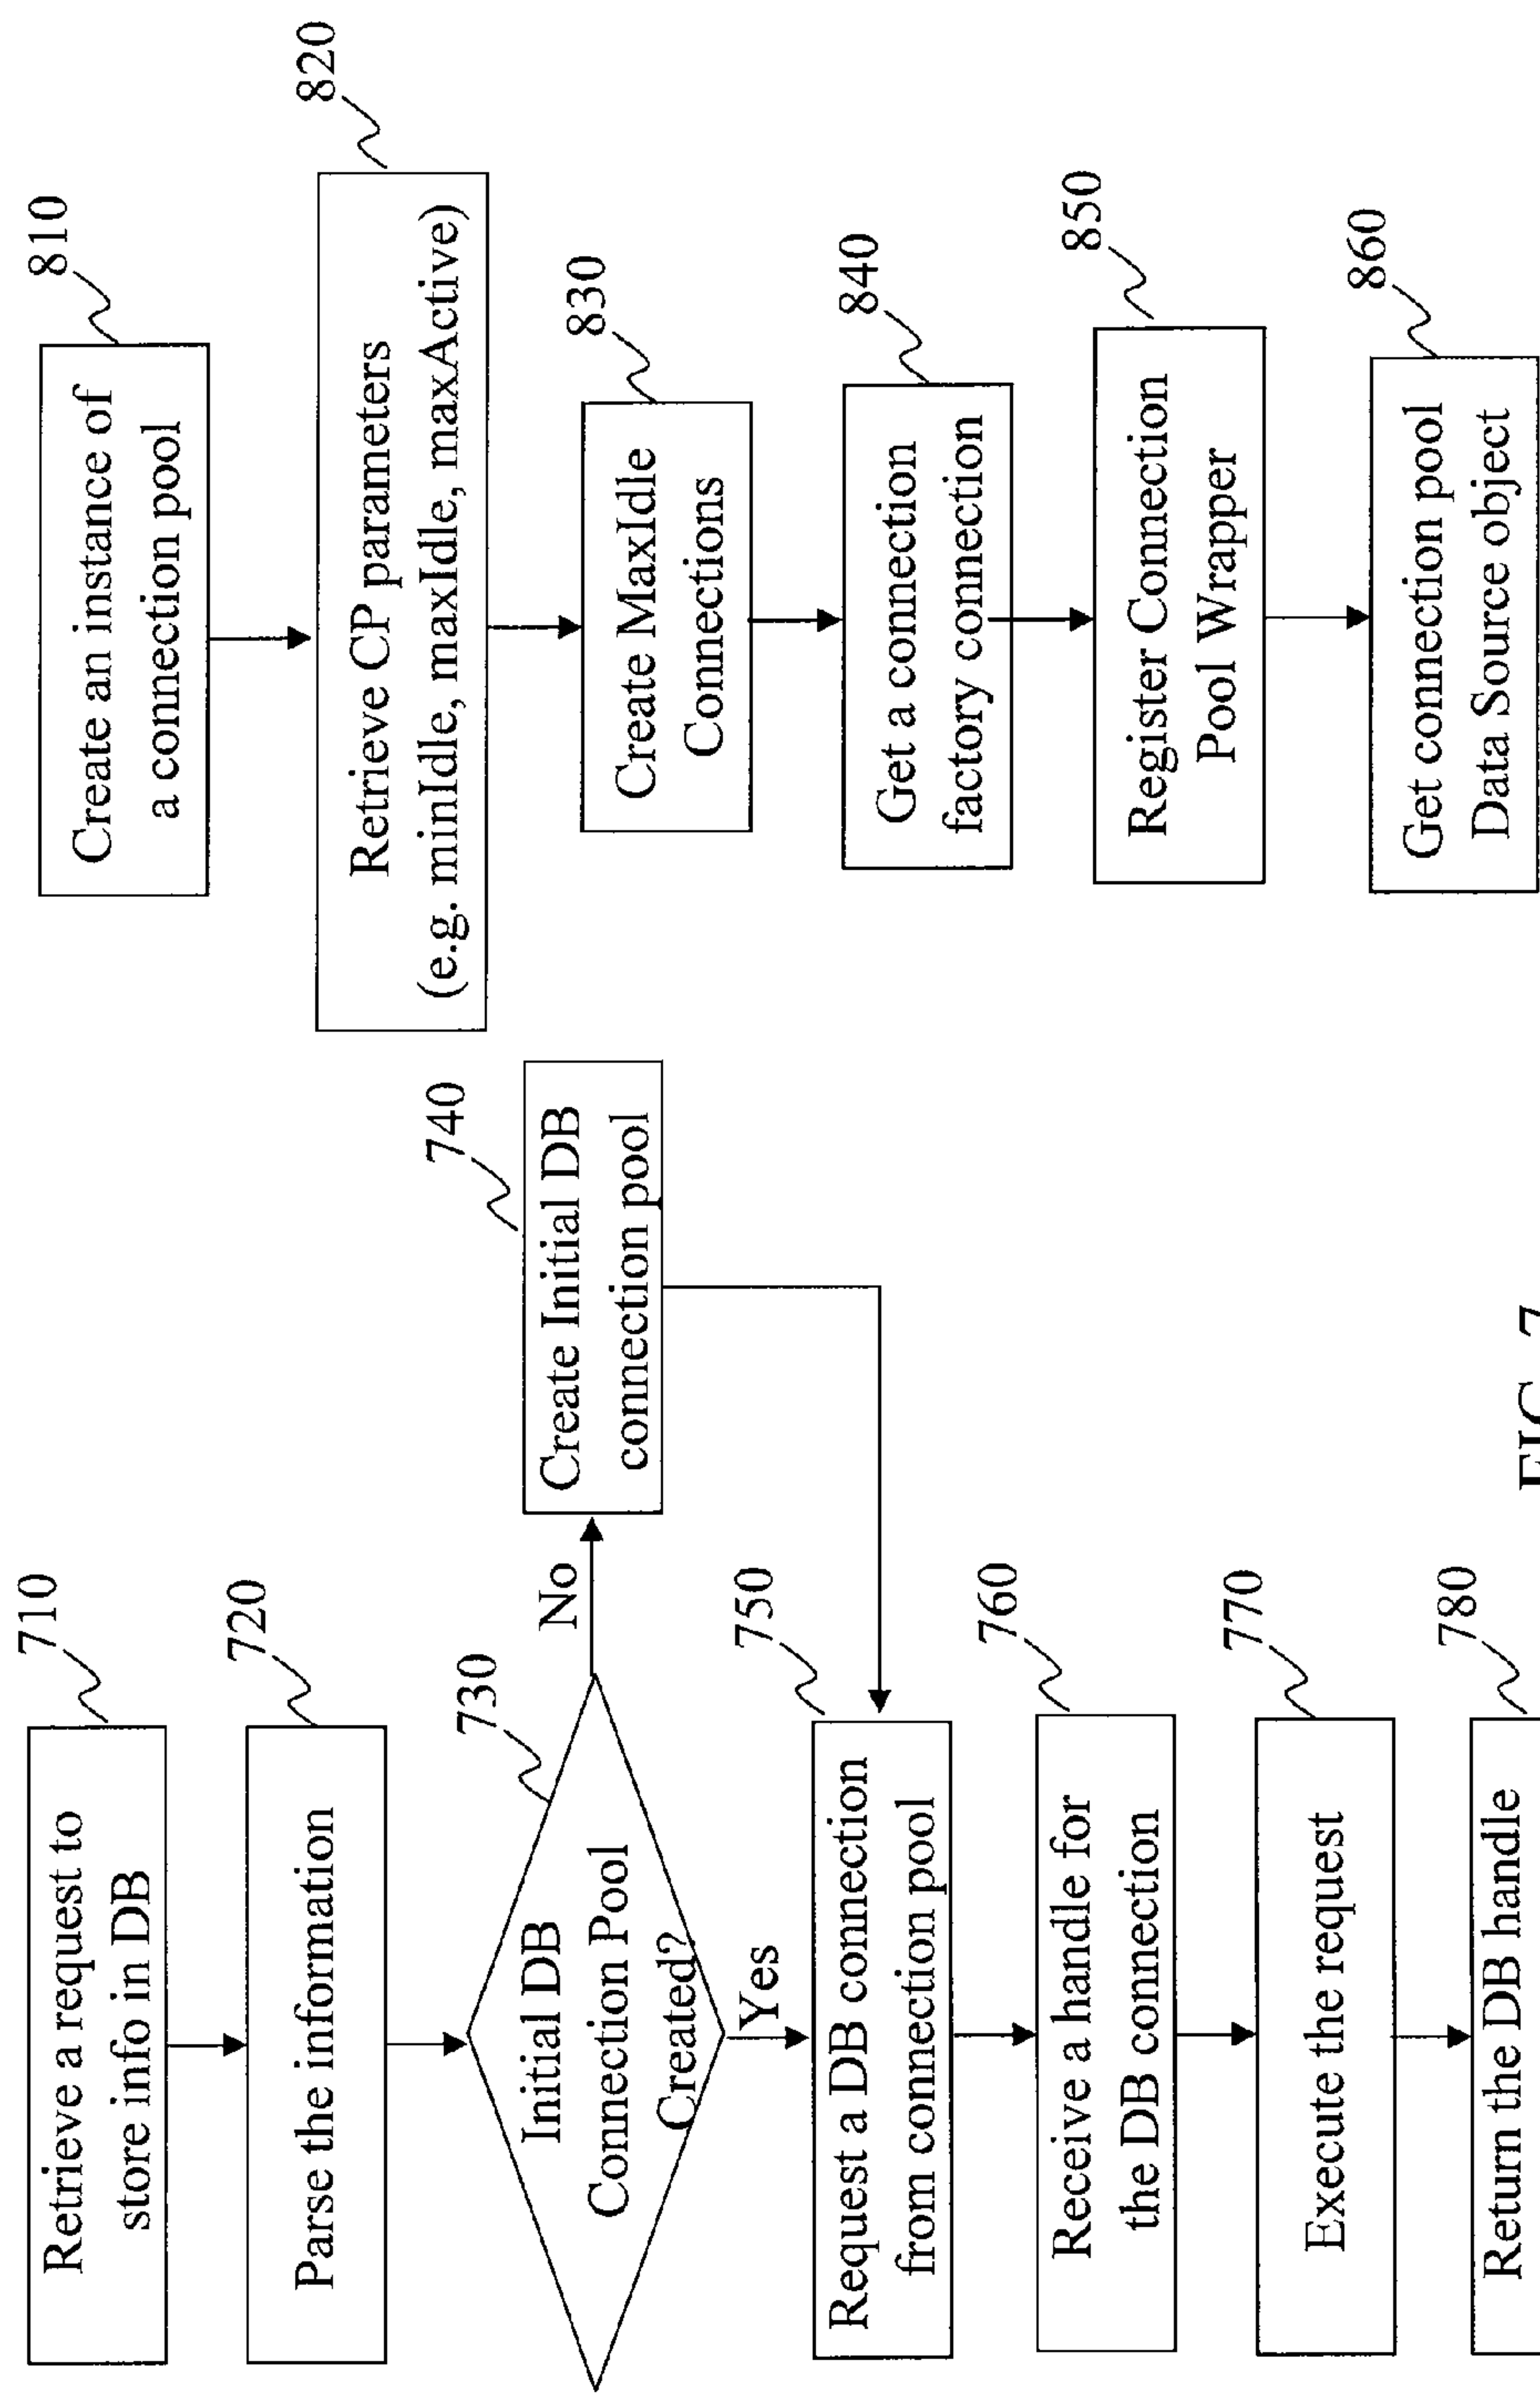 710
Retrieve a request to
store info in DB
720
Parse the information
730
Initial DB
Connection Pool
Created?
No
Yes
740
Create Initial DB
connection pool
750
Request a DB connection
from connection pool
760
Receive a handle for
the DB connection
770
Execute the request
780
Return the DB handle
FIG. 7
810
Create an instance of
a connection pool
820
Retrieve CP parameters
(e.g. minIdle, maxIdle, maxActive)
830
Create MaxIdle
Connections
840
Get a connection
factory connection
850
Register Connection
Pool Wrapper
860
Get connection pool
Data Source object